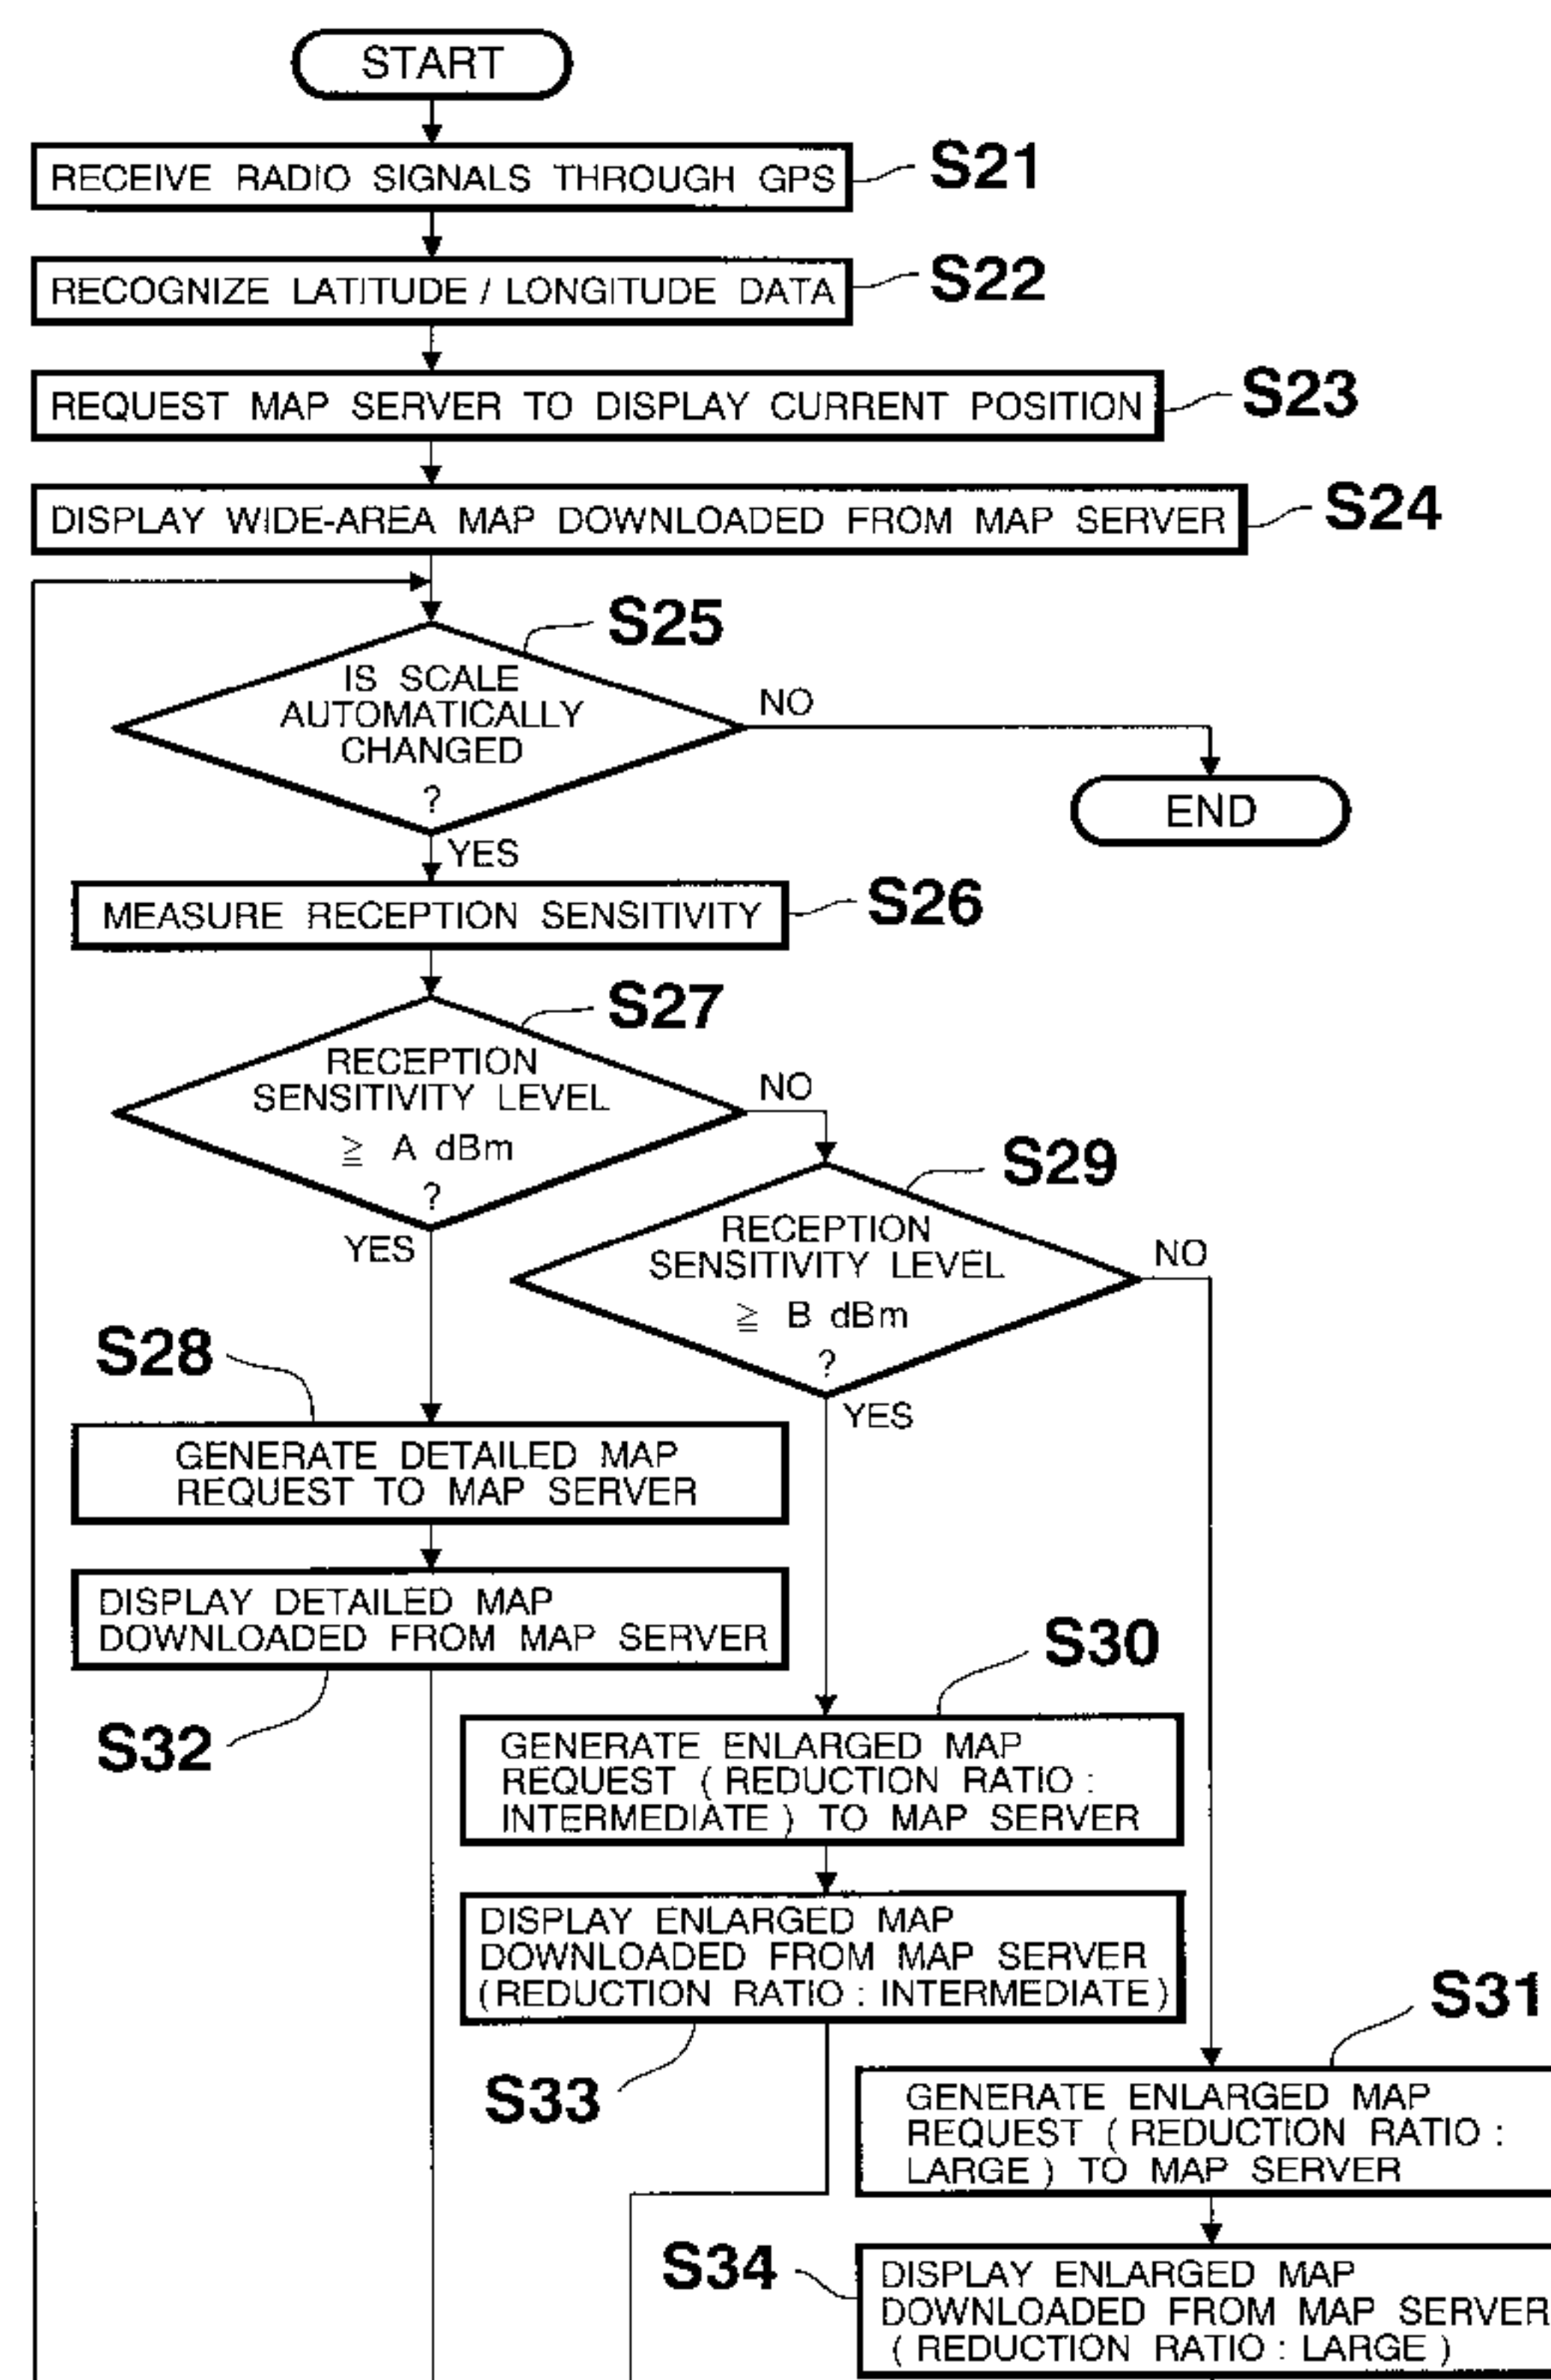 START
RECEIVE RADIO SIGNALS THROUGH GPS
S21
RECOGNIZE LATITUDE / LONGITUDE DATA
S22
REQUEST MAP SERVER TO DISPLAY CURRENT POSITION
S23
DISPLAY WIDE-AREA MAP DOWNLOADED FROM MAP SERVER
S24
S25
IS SCALE
AUTOMATICALLY
CHANGED
?
NO
END
YES
MEASURE RECEPTION SENSITIVITY
S26
S27
RECEPTION
SENSITIVITY LEVEL
≧ A dBm
?
NO
YES
S29
RECEPTION
SENSITIVITY LEVEL
≧ B dBm
?
NO
YES
S28
GENERATE DETAILED MAP
REQUEST TO MAP SERVER
DISPLAY DETAILED MAP
DOWNLOADED FROM MAP SERVER
S32
S30
GENERATE ENLARGED MAP
REQUEST ( REDUCTION RATIO :
INTERMEDIATE ) TO MAP SERVER
DISPLAY ENLARGED MAP
DOWNLOADED FROM MAP SERVER
( REDUCTION RATIO : INTERMEDIATE )
S33
S31
GENERATE ENLARGED MAP
REQUEST ( REDUCTION RATIO :
LARGE ) TO MAP SERVER
S34
DISPLAY ENLARGED MAP
DOWNLOADED FROM MAP SERVER
( REDUCTION RATIO : LARGE )